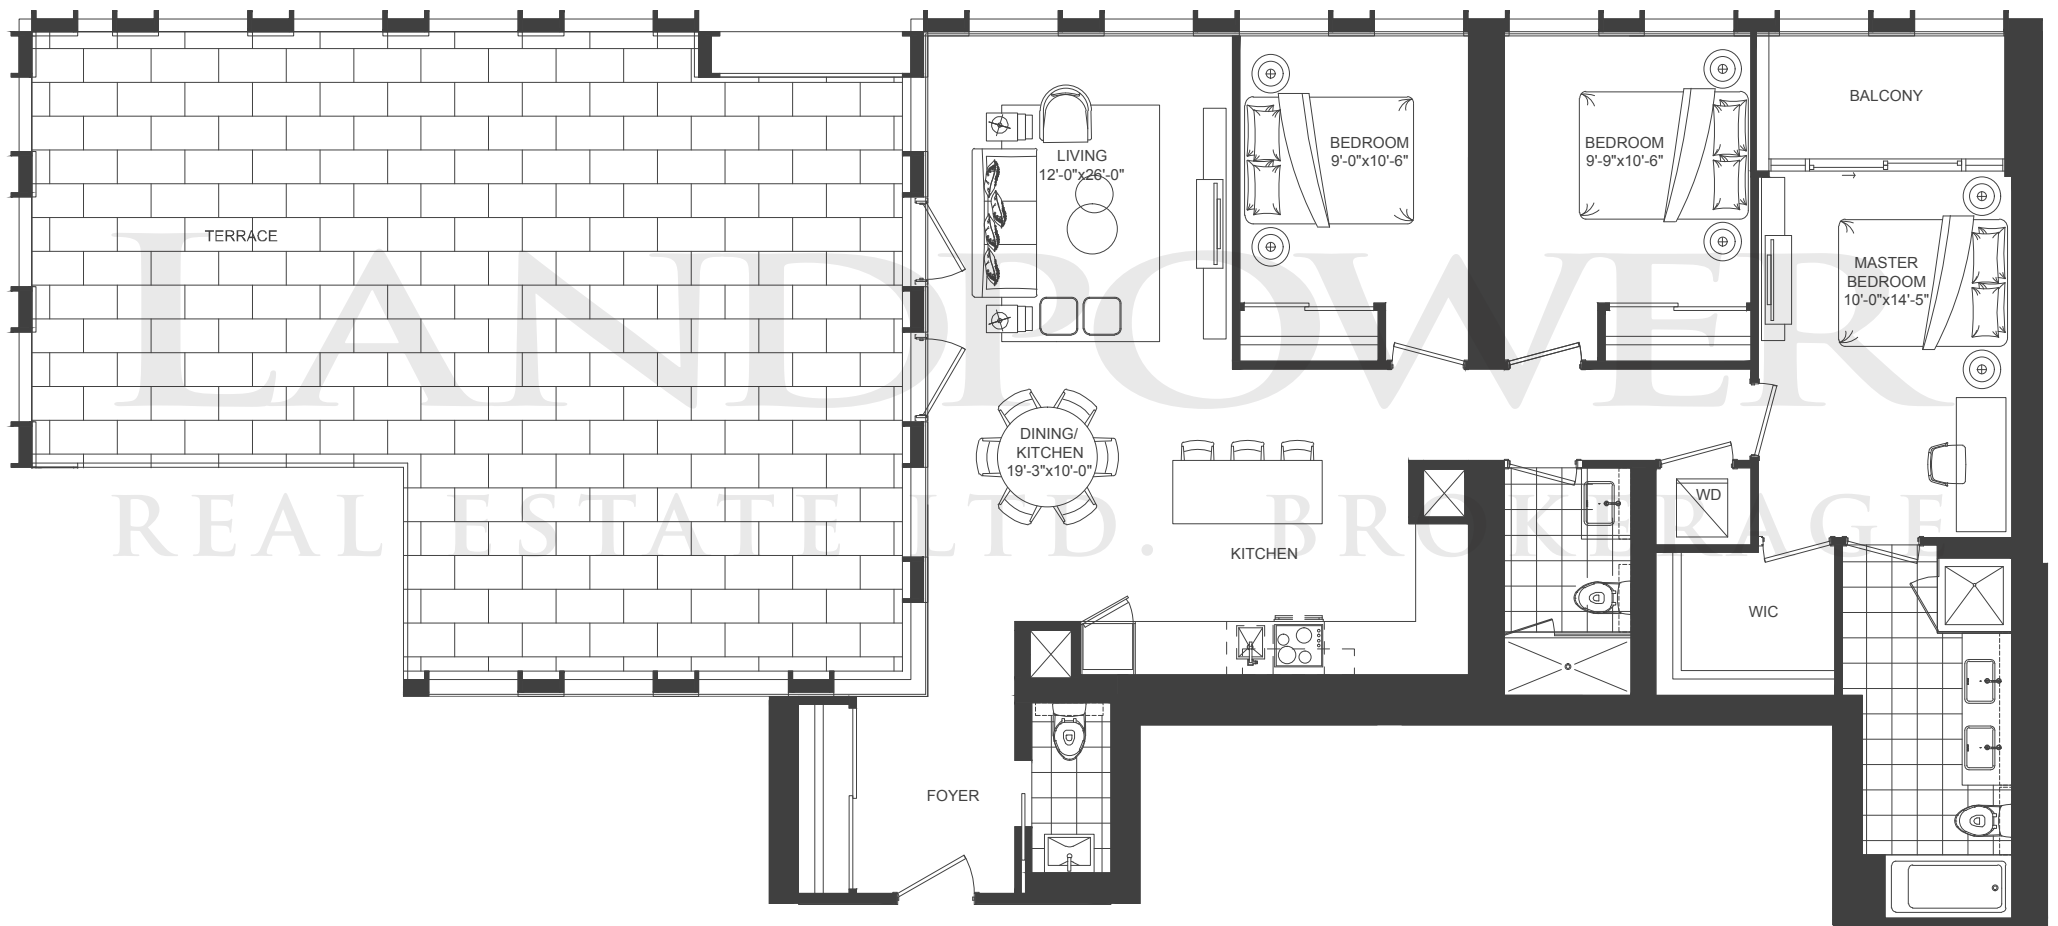 BALCONY
BEDROOM
9'-0"x10'-6"
BEDROOM
9'-9"x10'-6"
LIVING
12'-0"x26'-0"
TERRACE
MASTER
BEDROOM
10'-0"x14'-5"
LANDPOWER
DINING/
KITCHEN
19'-3"x10'-0"
WD
REAL ESTATE LTD. BROKERAGE
KITCHEN
WIC
FOYER